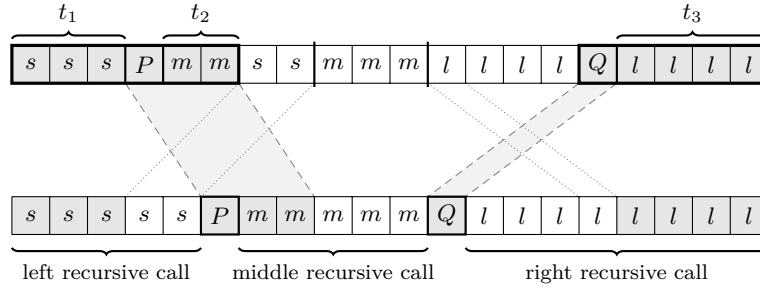 t₁ t₂ t₃
s s s P m m s s m m m l l l l Q l l l l
s s s s s P m m m m m Q l l l l l l l l
left recursive call middle recursive call right recursive call